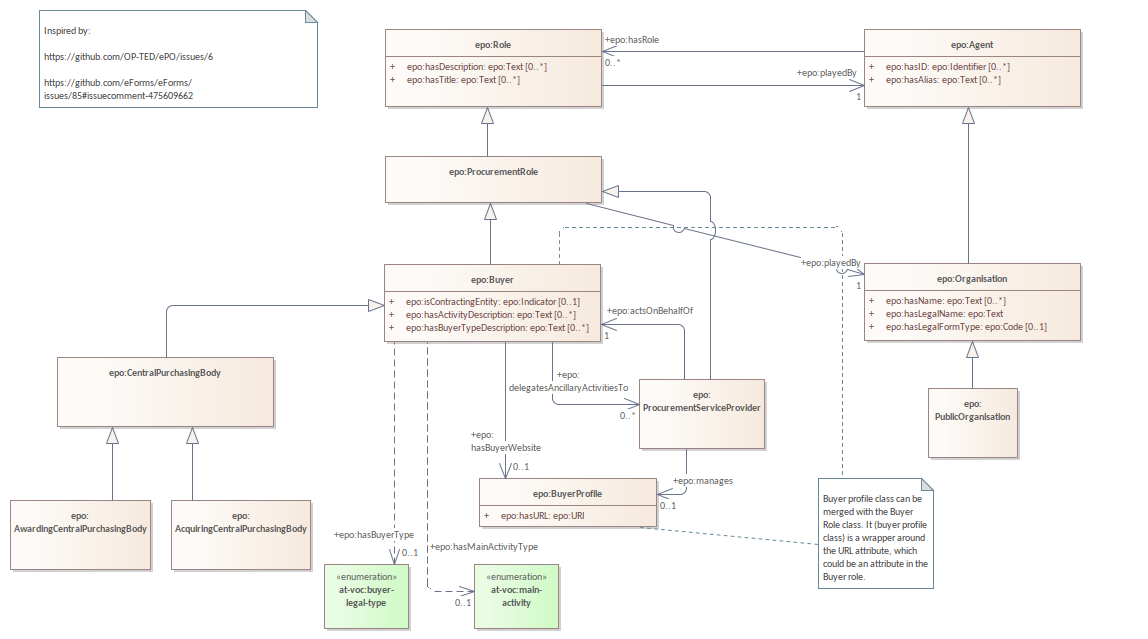 Inspired by:
https://github.com/OP-TED/ePO/issues/6
https://github.com/eForms/eForms/
issues/85#issuecomment-475609662
epo:Role
+ epo:hasDescription: epo:Text [0..*]
+ epo:hasTitle: epo:Text [0..*]
+epo:hasRole
0..*
+epo:playedBy
1
epo:Agent
+ epo:hasID: epo:Identifier [0..*]
+ epo:hasAlias: epo:Text [0..*]
epo:ProcurementRole
+epo:playedBy
1
epo:Buyer
+ epo:isContractingEntity: epo:Indicator [0..1]
+ epo:hasActivityDescription: epo:Text [0..*]
+ epo:hasBuyerTypeDescription: epo:Text [0..*]
epo:Organisation
+ epo:hasName: epo:Text [0..*]
+ epo:hasLegalName: epo:Text
+ epo:hasLegalFormType: epo:Code [0..1]
+epo:actsOnBehalfOf
1
epo:CentralPurchasingBody
+epo:
delegatesAncillaryActivitiesTo
0..*
epo:
ProcurementServiceProvider
epo:
PublicOrganisation
+epo:
hasBuyerWebsite
0..1
+epo:manages
0..1
epo:BuyerProfile
+ epo:hasURL: epo:URI
epo:
AwardingCentralPurchasingBody
epo:
AcquiringCentralPurchasingBody
Buyer profile class can be
merged with the Buyer
Role class. It (buyer profile
class) is a wrapper around
the URL attribute, which
could be an attribute in the
Buyer role.
+epo:hasBuyerType
0..1
+epo:hasMainActivityType
0..1
«enumeration»
at-voc:buyer-
legal-type
«enumeration»
at-voc:main-
activity